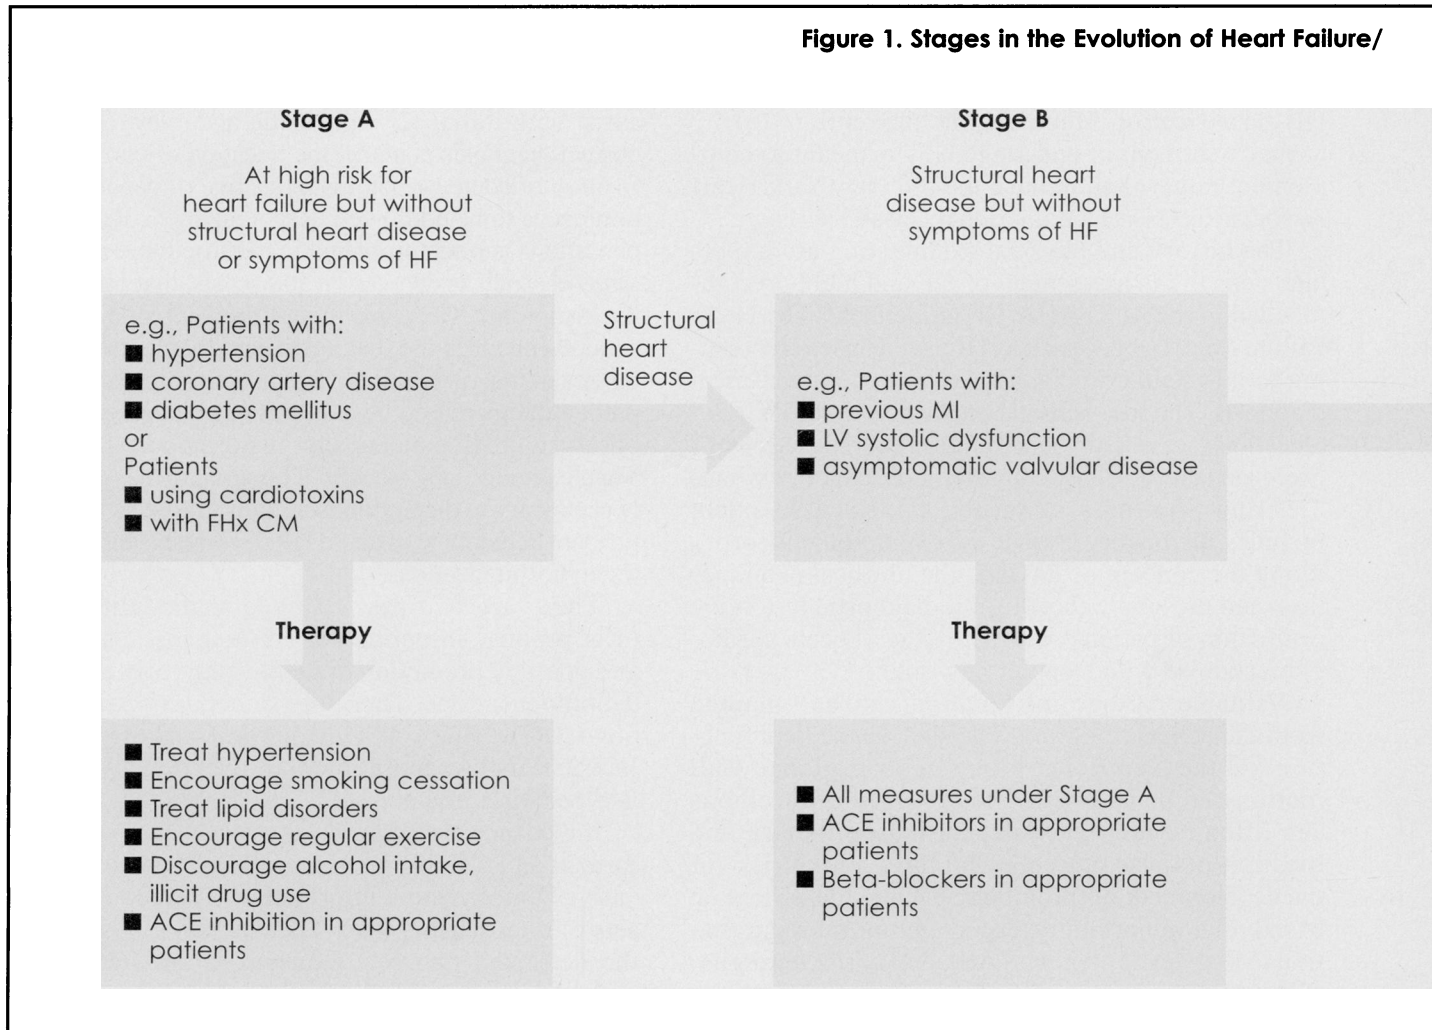 Figure 1. Stages in the Evolution of Heart Failure/
Stage A
At high risk for
heart failure but without
structural heart disease
or symptoms of HF
e.g., Patients with:
■ hypertension
■ coronary artery disease
■ diabetes mellitus
or
Patients
■ using cardiotoxins
■ with FHx CM
Structural
heart
disease
Therapy
■ Treat hypertension
■ Encourage smoking cessation
■ Treat lipid disorders
■ Encourage regular exercise
■ Discourage alcohol intake,
illicit drug use
■ ACE inhibition in appropriate
patients
Stage B
Structural heart
disease but without
symptoms of HF
e.g., Patients with:
■ previous MI
■ LV systolic dysfunction
■ asymptomatic valvular disease
Therapy
■ All measures under Stage A
■ ACE inhibitors in appropriate
patients
■ Beta-blockers in appropriate
patients